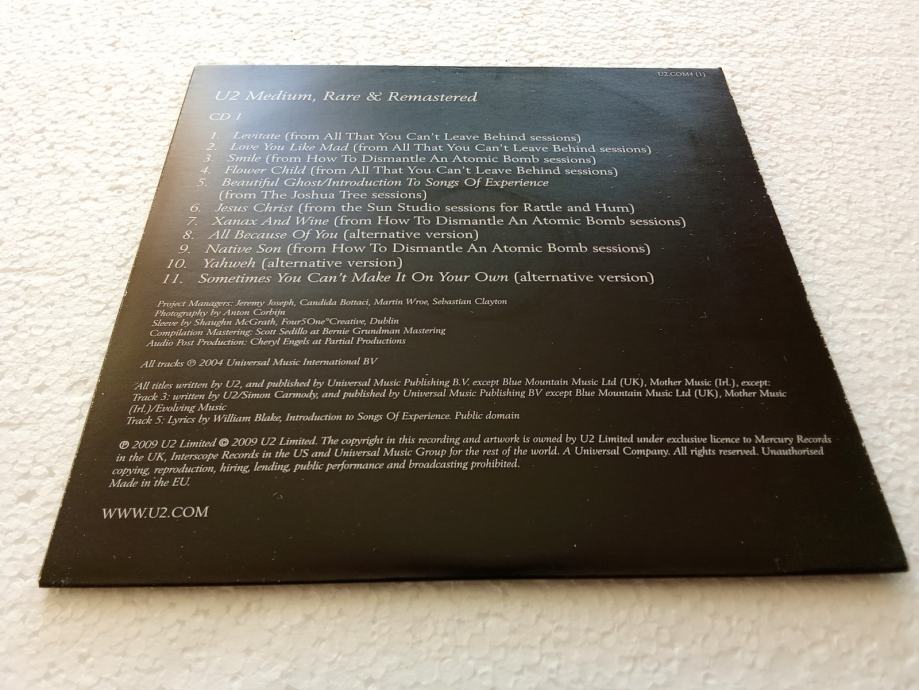 U2.COM4 (1)
U2 Medium, Rare & Remastered
CD 1
1. Levitate (from All That You Can't Leave Behind sessions)
2. Love You Like Mad (from All That You Can't Leave Behind sessions)
3. Smile (from How To Dismantle An Atomic Bomb sessions)
4. Flower Child (from All That You Can't Leave Behind sessions)
5. Beautiful Ghost/Introduction To Songs Of Experience
(from The Joshua Tree sessions)
6. Jesus Christ (from the Sun Studio sessions for Rattle and Hum)
7. Xanax And Wine (from How To Dismantle An Atomic Bomb sessions)
8. All Because Of You (alternative version)
9. Native Son (from How To Dismantle An Atomic Bomb sessions)
10. Yahweh (alternative version)
11. Sometimes You Can't Make It On Your Own (alternative version)
Project Managers: Jeremy Joseph, Candida Bottaci, Martin Wroe, Sebastian Clayton
Photography by Anton Corbijn
Sleeve by Shaughn McGrath, Four5One°Creative, Dublin
Compilation Mastering: Scott Sedillo at Bernie Grundman Mastering
Audio Post Production: Cheryl Engels at Partial Productions
All tracks ℗ 2004 Universal Music International BV
All titles written by U2, and published by Universal Music Publishing B.V. except Blue Mountain Music Ltd (UK), Mother Music (Irl.), except:
Track 3: written by U2/Simon Carmody, and published by Universal Music Publishing BV except Blue Mountain Music Ltd (UK), Mother Music
(Irl.)/Evolving Music
Track 5: Lyrics by William Blake, Introduction to Songs Of Experience. Public domain
℗ 2009 U2 Limited © 2009 U2 Limited. The copyright in this recording and artwork is owned by U2 Limited under exclusive licence to Mercury Records
in the UK, Interscope Records in the US and Universal Music Group for the rest of the world. A Universal Company. All rights reserved. Unauthorised
copying, reproduction, hiring, lending, public performance and broadcasting prohibited.
Made in the EU.
WWW.U2.COM